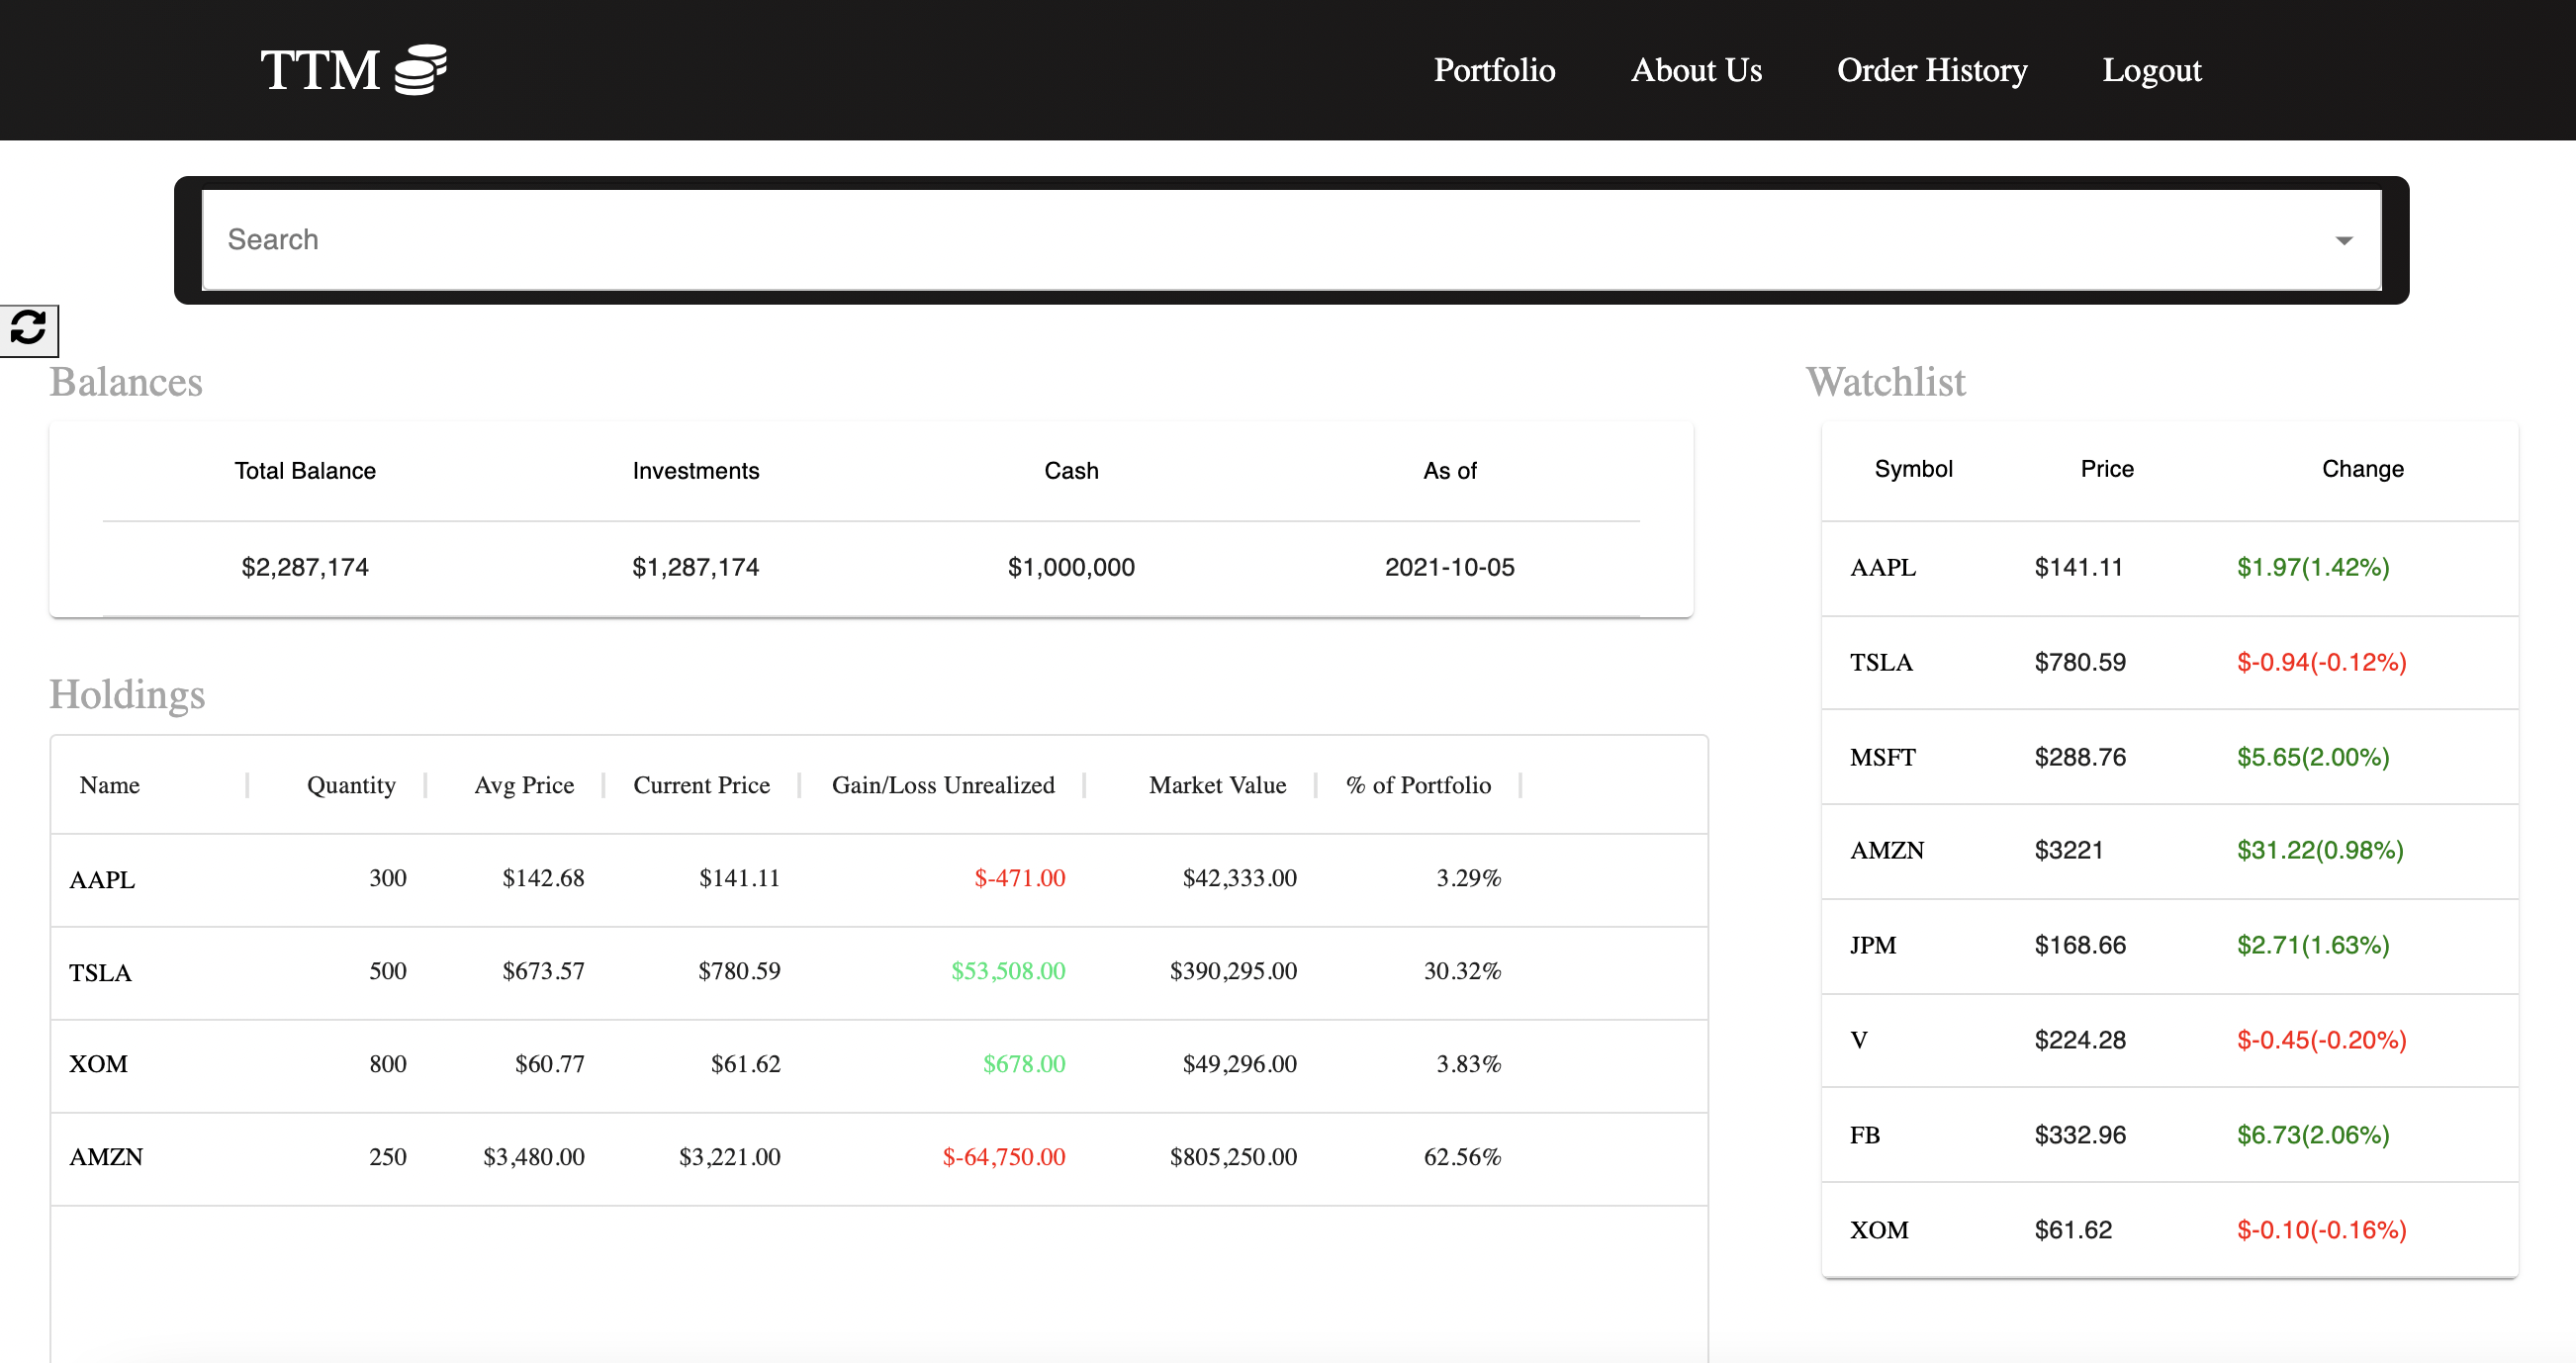 TTM Portfolio About Us Order History Logout
Search
Balances
Total Balance Investments Cash As of
$2,287,174 $1,287,174 $1,000,000 2021-10-05
Holdings
Name Quantity Avg Price Current Price Gain/Loss Unrealized Market Value % of Portfolio
AAPL 300 $142.68 $141.11 $-471.00 $42,333.00 3.29%
TSLA 500 $673.57 $780.59 $53,508.00 $390,295.00 30.32%
XOM 800 $60.77 $61.62 $678.00 $49,296.00 3.83%
AMZN 250 $3,480.00 $3,221.00 $-64,750.00 $805,250.00 62.56%
Watchlist
Symbol Price Change
AAPL $141.11 $1.97(1.42%)
TSLA $780.59 $-0.94(-0.12%)
MSFT $288.76 $5.65(2.00%)
AMZN $3221 $31.22(0.98%)
JPM $168.66 $2.71(1.63%)
V $224.28 $-0.45(-0.20%)
FB $332.96 $6.73(2.06%)
XOM $61.62 $-0.10(-0.16%)